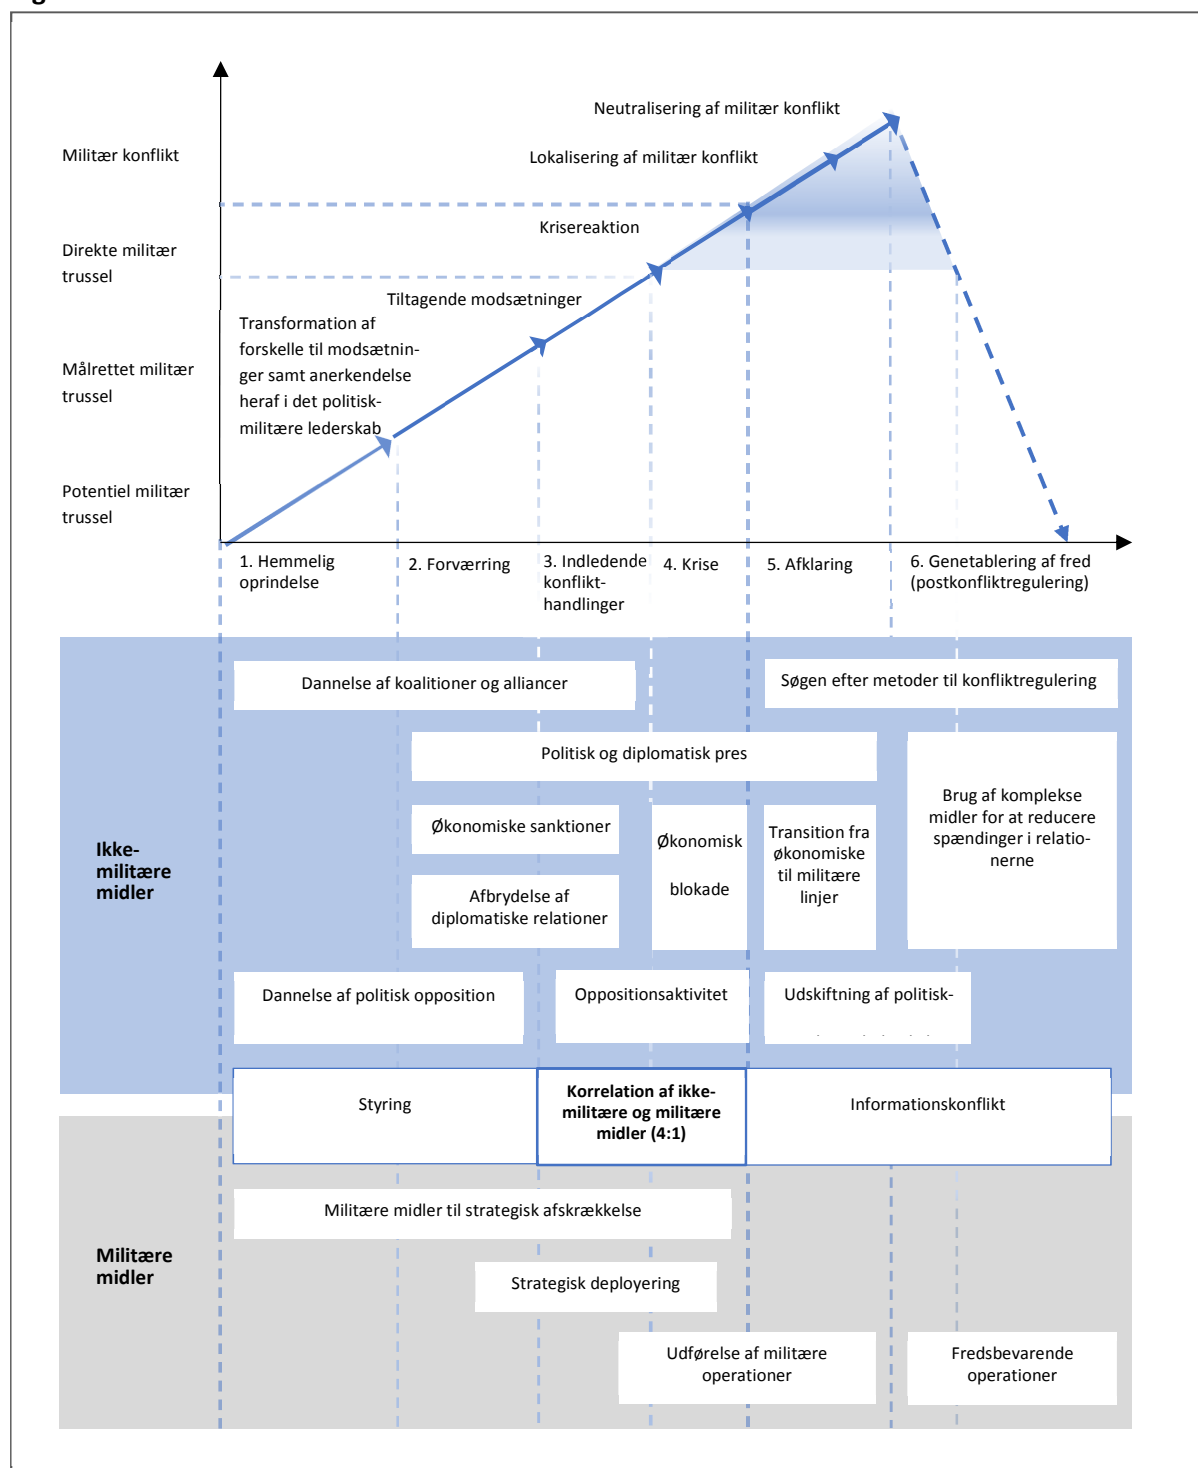 Neutralisering af militær konflikt
Militær konflikt
Lokalisering af militær konflikt
Krisereaktion
Direkte militær
trussel
Tiltagende modsætninger
Transformation af
forskelle til modsætnin-
ger samt anerkendelse
heraf i det politisk-
militære lederskab
Målrettet militær
trussel
Potentiel militær
trussel
1. Hemmelig
oprindelse
2. Forværring
3. Indledende
konflikt-
handlinger
4. Krise
5. Afklaring
6. Genetablering af fred
(postkonfliktregulering)
Ikke-
militære
midler
Dannelse af koalitioner og alliancer
Søgen efter metoder til konfliktregulering
Politisk og diplomatisk pres
Brug af komplekse
midler for at reducere
spændinger i relatio-
nerne
Økonomiske sanktioner
Økonomisk
blokade
Transition fra
økonomiske
til militære
linjer
Afbrydelse af
diplomatiske relationer
Dannelse af politisk opposition
Oppositionsaktivitet
Udskiftning af politisk-
Styring
Korrelation af ikke-
militære og militære
midler (4:1)
Informationskonflikt
Militære
midler
Militære midler til strategisk afskrækkelse
Strategisk deployering
Udførelse af militære
operationer
Fredsbevarende
operationer